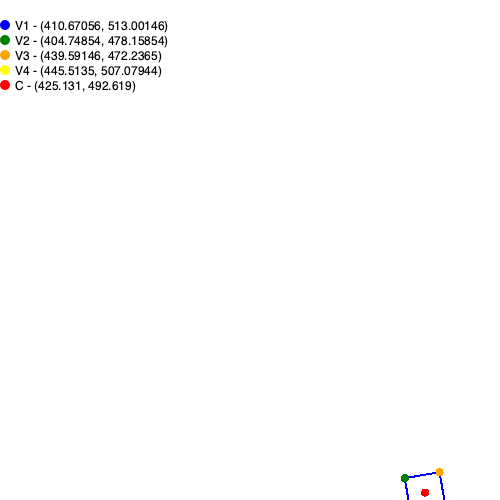 V1 - (410.67056, 513.00146)
V2 - (404.74854, 478.15854)
V3 - (439.59146, 472.2365)
V4 - (445.5135, 507.07944)
C - (425.131, 492.619)